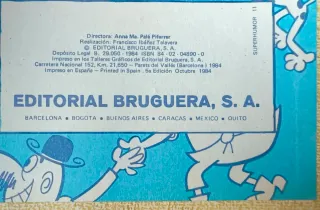 Directora: Anna Ma. Palé Pifarrer
Realización: Francisco Ibáñez Talavera
© EDITORIAL BRUGUERA, S. A.
Depósito Legal B. 29.050 - 1984 ISBN 84 - 02 - 04890 - 0
Impreso en los Talleres Gráficos de Editorial Bruguera, S. A.
Carretera Nacional 152, Km. 21,650 - Parets del Vallés (Barcelona) 1984
Impreso en España - Printed in Spain - 5a Edición Octubre 1984
SUPERHUMOR 11
EDITORIAL BRUGUERA, S. A.
BARCELONA • BOGOTA • BUENOS AIRES • CARACAS • MEXICO • QUITO